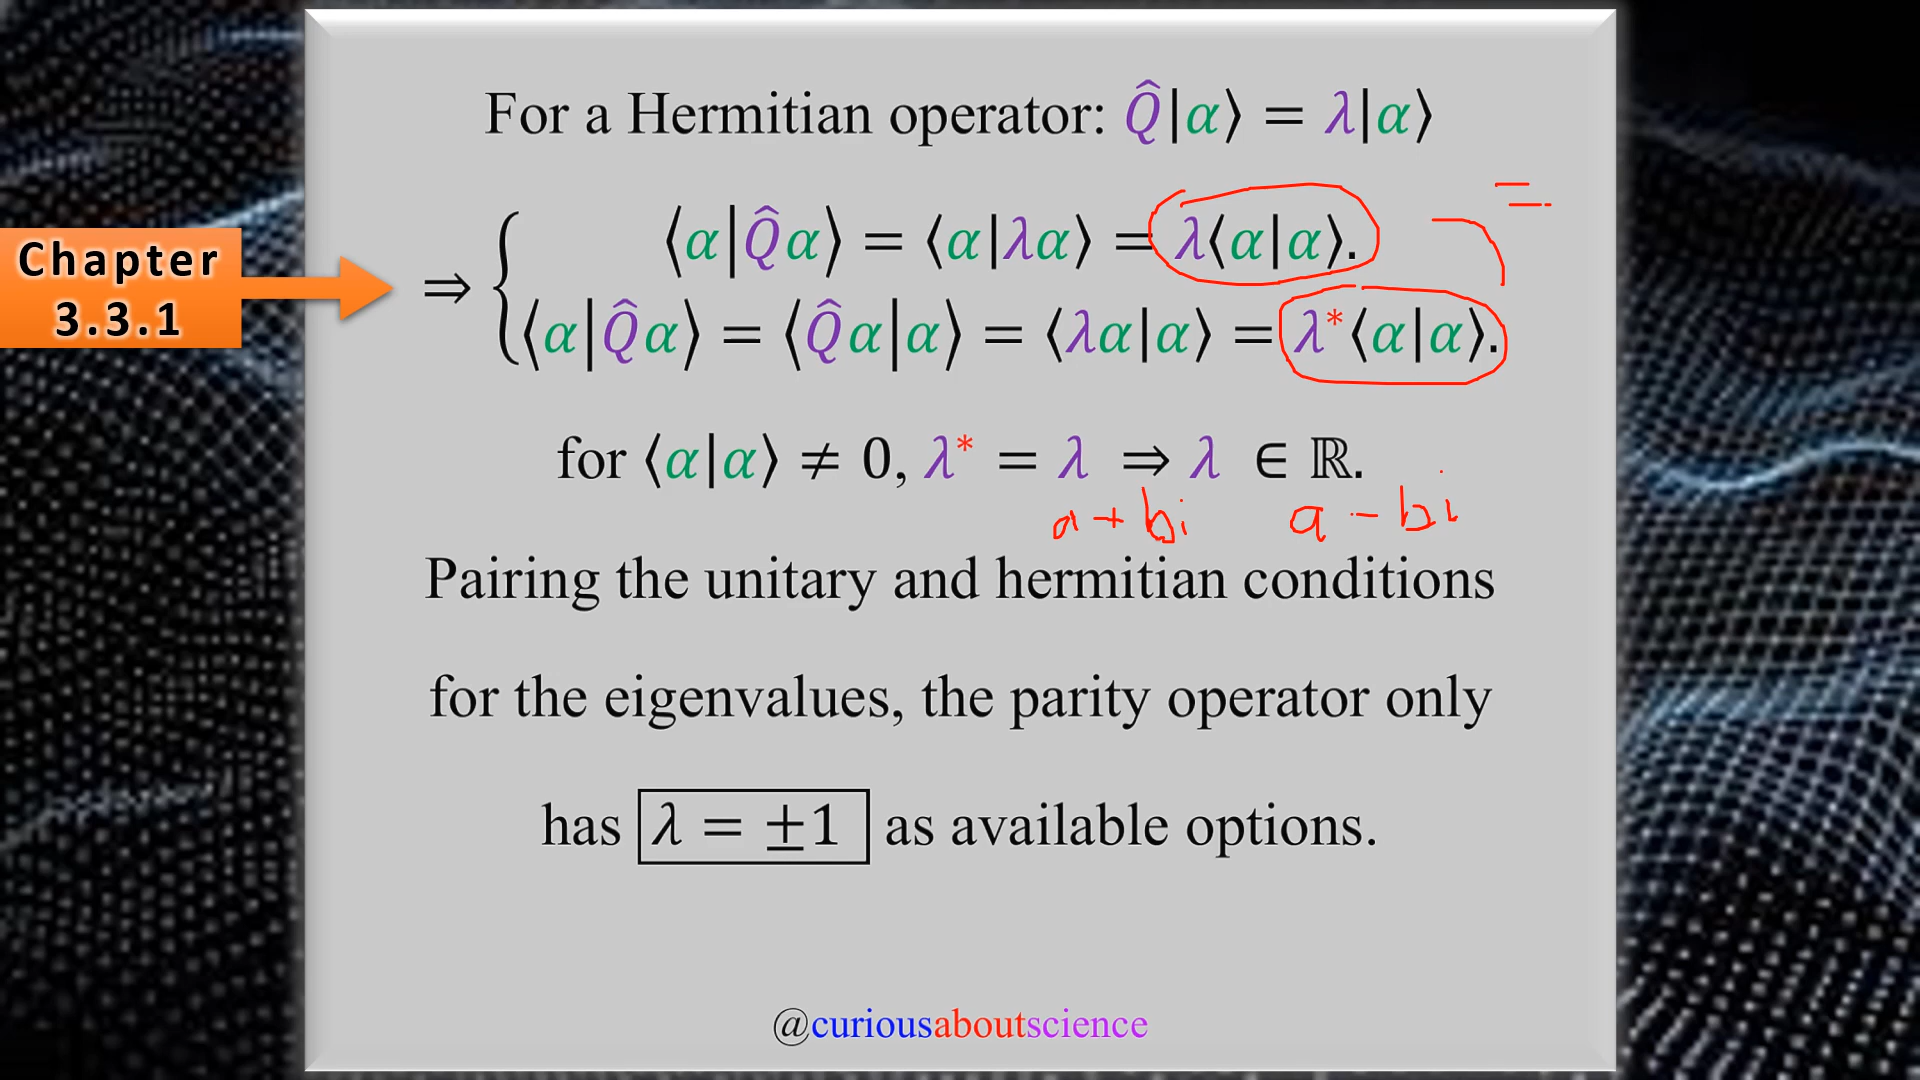 For a Hermitian operator: Q̂|α⟩ = λ|α⟩
Chapter
3.3.1
⇒ { ⟨α|Q̂α⟩ = ⟨α|λα⟩ = λ⟨α|α⟩.
⟨α|Q̂α⟩ = ⟨Q̂α|α⟩ = ⟨λα|α⟩ = λ*⟨α|α⟩.
=
for ⟨α|α⟩ ≠ 0, λ* = λ ⇒ λ ∈ ℝ.
a + bi a - bi
Pairing the unitary and hermitian conditions
for the eigenvalues, the parity operator only
has λ = ±1 as available options.
@curiousaboutscience